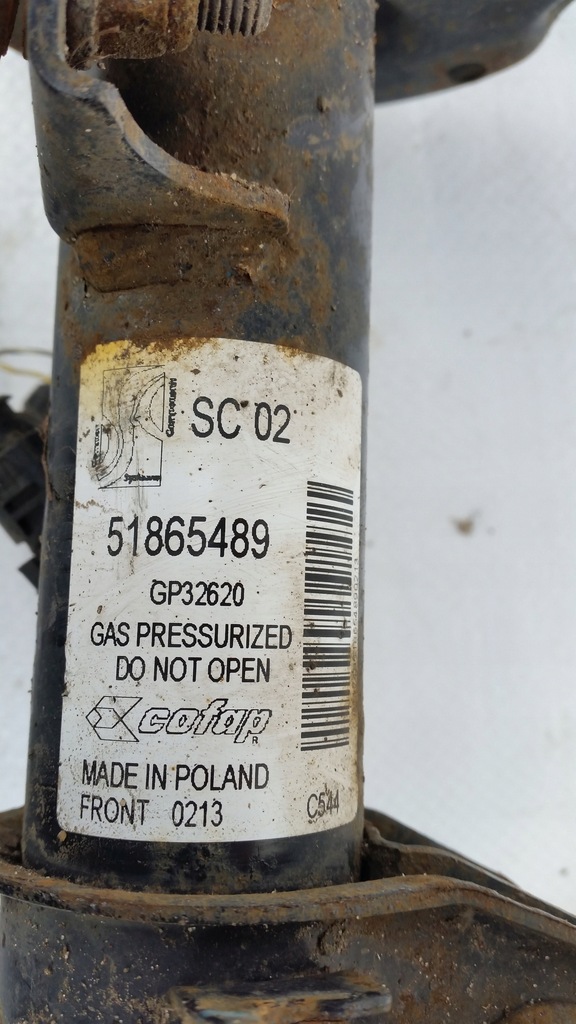 SC 02
51865489
GP32620
GAS PRESSURIZED
DO NOT OPEN
cofap
R
MADE IN POLAND
FRONT 0213
C544